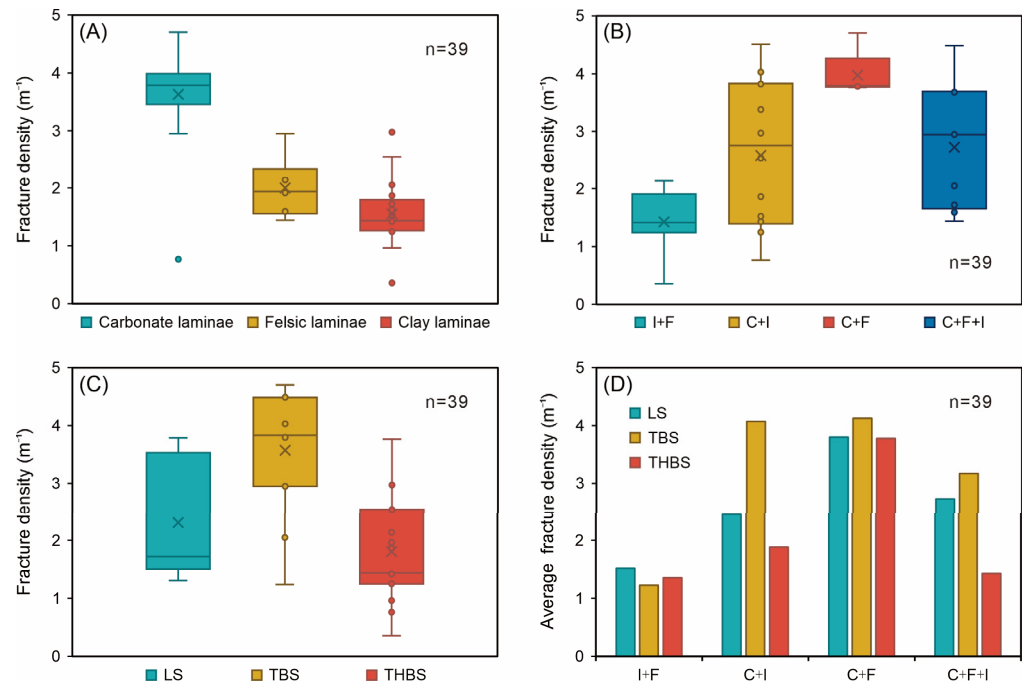 (A)
n=39
Fracture density (m⁻¹)
5
4
3
2
1
0
Carbonate laminae Felsic laminae Clay laminae
(B)
n=39
Fracture density (m⁻¹)
5
4
3
2
1
0
I+F C+I C+F C+F+I
(C)
n=39
Fracture density (m⁻¹)
5
4
3
2
1
0
LS TBS THBS
(D)
n=39
LS
TBS
THBS
Average fracture density (m⁻¹)
5
4
3
2
1
0
I+F C+I C+F C+F+I